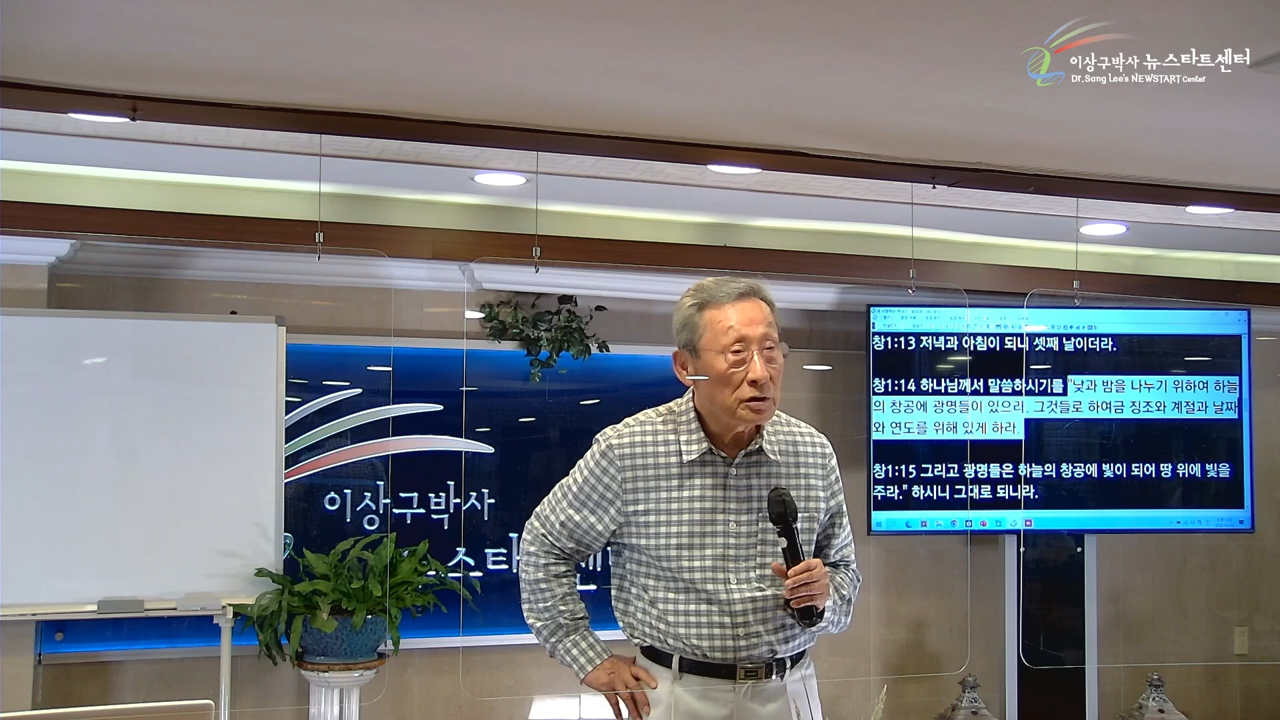 이상구박사 뉴스타트센터
Dr. Sang Lee's NEWSTART Center
창1:13 저녁과 아침이 되니 셋째 날이더라.
창1:14 하나님께서 말씀하시기를 "낮과 밤을 나누기 위하여 하늘
의 창공에 광명들이 있으라. 그것들로 하여금 징조와 계절과 날짜
와 연도를 위해 있게 하라.
창1:15 그리고 광명들은 하늘의 창공에 빛이 되어 땅 위에 빛을
주라." 하시니 그대로 되니라.
이상구박사
스타